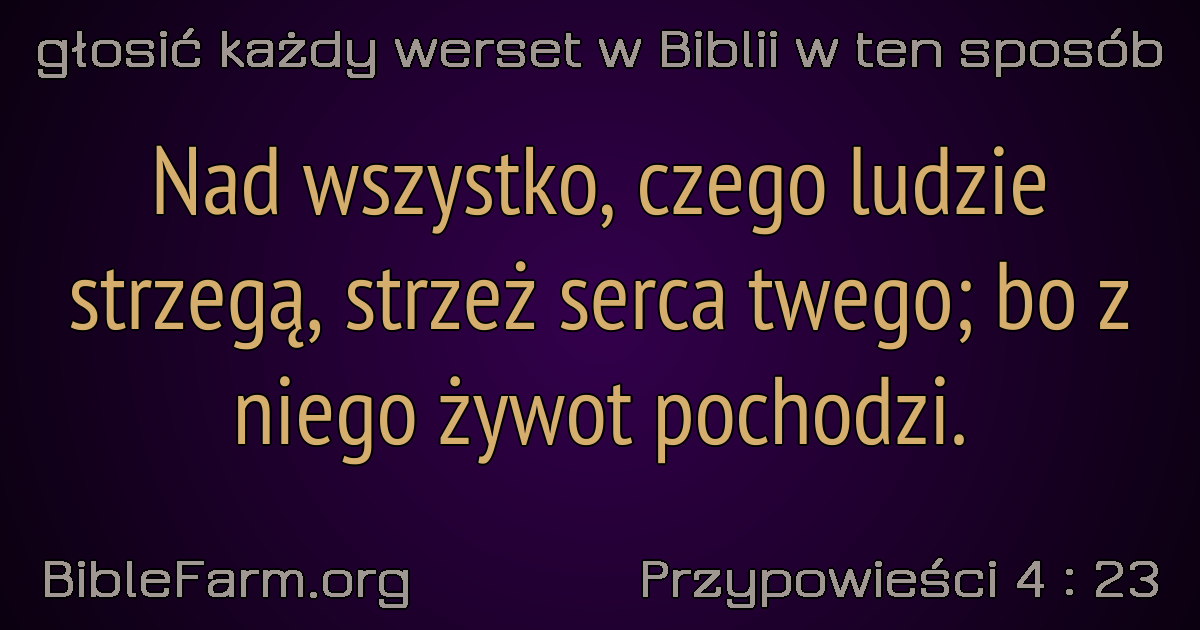 głosić każdy werset w Biblii w ten sposób
Nad wszystko, czego ludzie
strzegą, strzeż serca twego; bo z
niego żywot pochodzi.
BibleFarm.org
Przypowieści 4 : 23